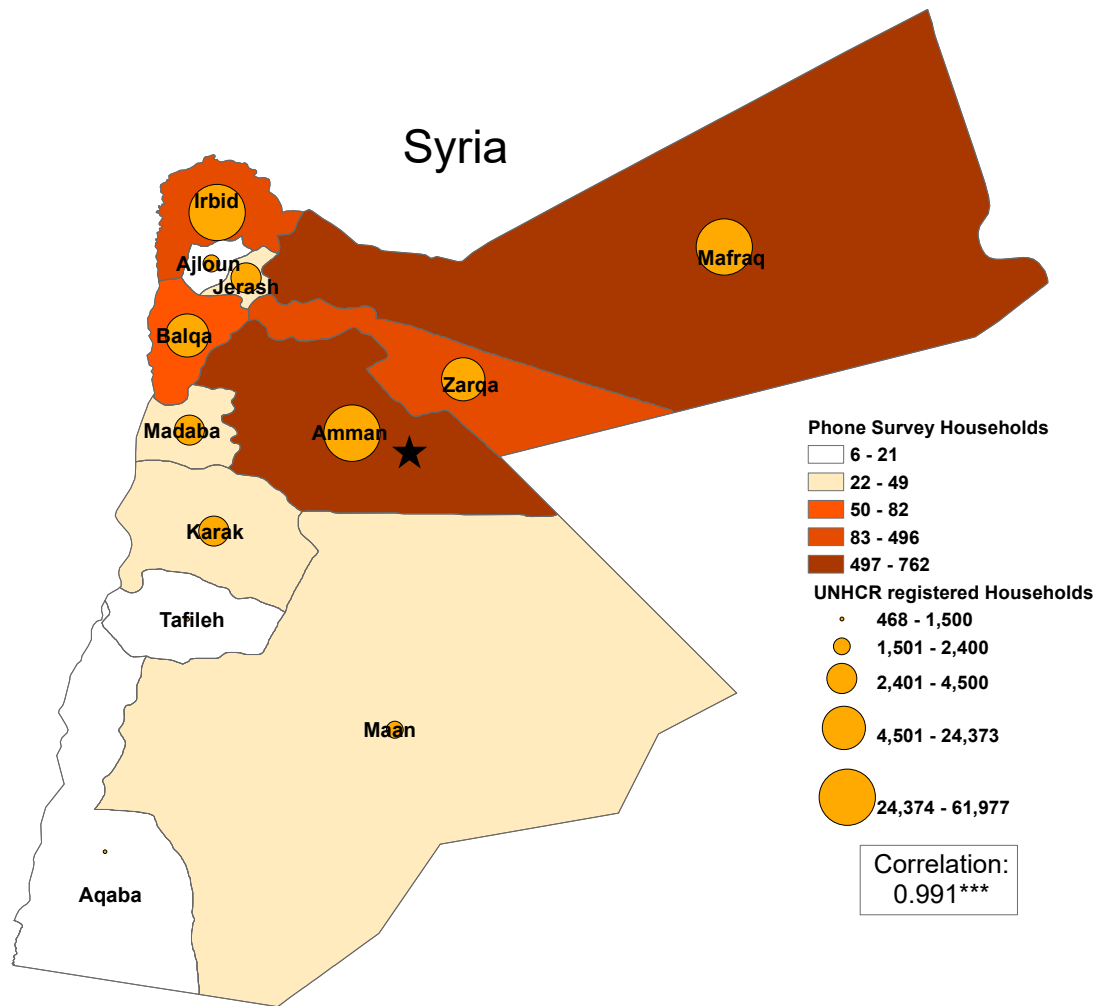 Syria
Irbid
Ajloun
Jerash
Mafraq
Balqa
Zarqa
Madaba
Amman
Karak
Tafileh
Maan
Aqaba
Phone Survey Households
6 - 21
22 - 49
50 - 82
83 - 496
497 - 762
UNHCR registered Households
468 - 1,500
1,501 - 2,400
2,401 - 4,500
4,501 - 24,373
24,374 - 61,977
Correlation:
0.991***